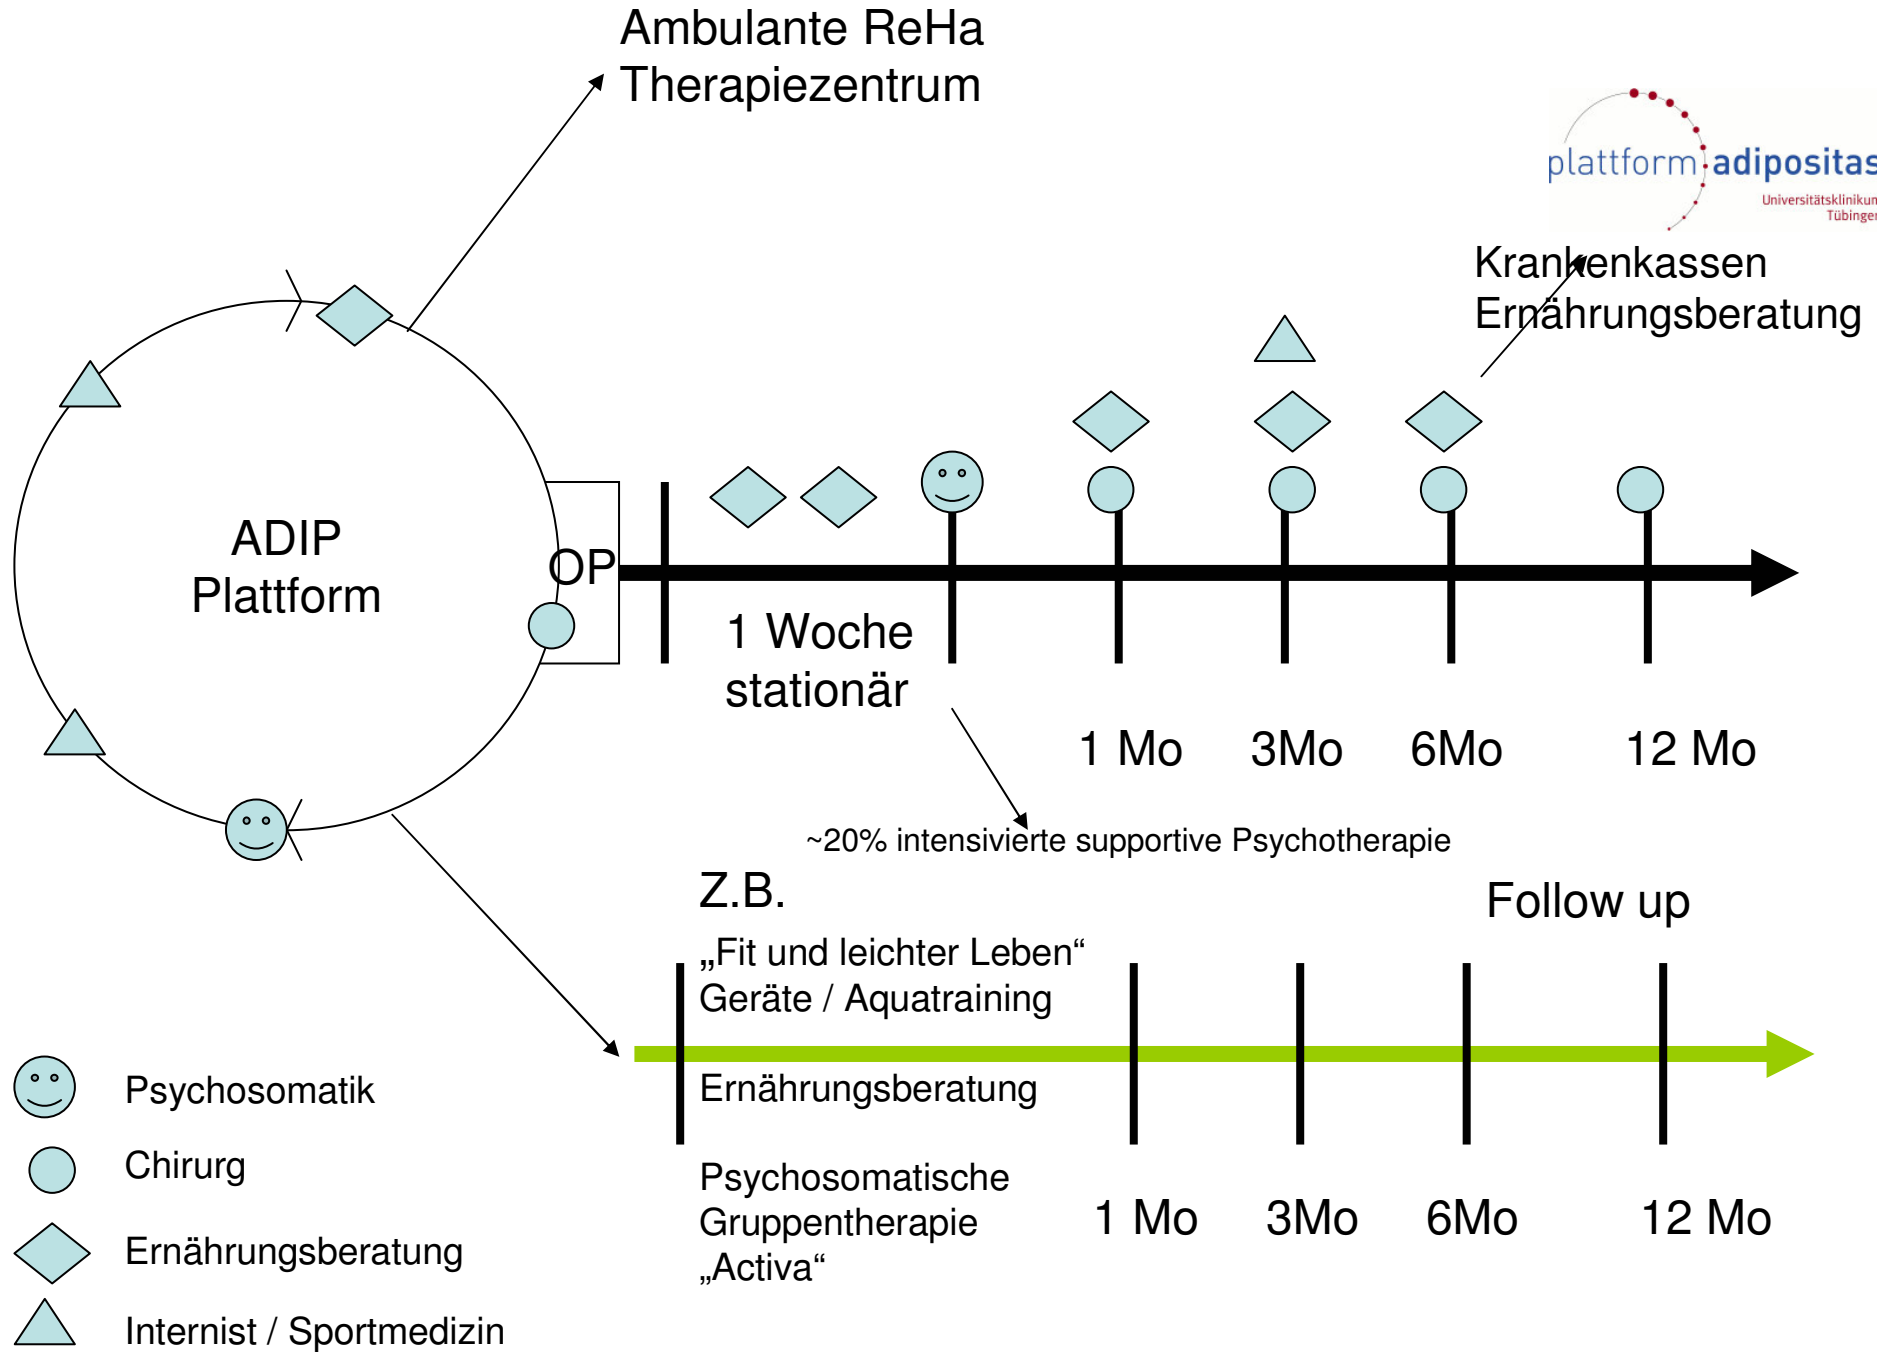 Ambulante ReHa
Therapiezentrum
plattform adipositas
Universitätsklinikum
Tübingen
Krankenkassen
Ernährungsberatung
ADIP
Plattform
OP
1 Woche
stationär
1 Mo 3Mo 6Mo 12 Mo
~20% intensivierte supportive Psychotherapie
Z.B.
Follow up
„Fit und leichter Leben“
Geräte / Aquatraining
Ernährungsberatung
Psychosomatische
Gruppentherapie
„Activa“
1 Mo 3Mo 6Mo 12 Mo
Psychosomatik
Chirurg
Ernährungsberatung
Internist / Sportmedizin